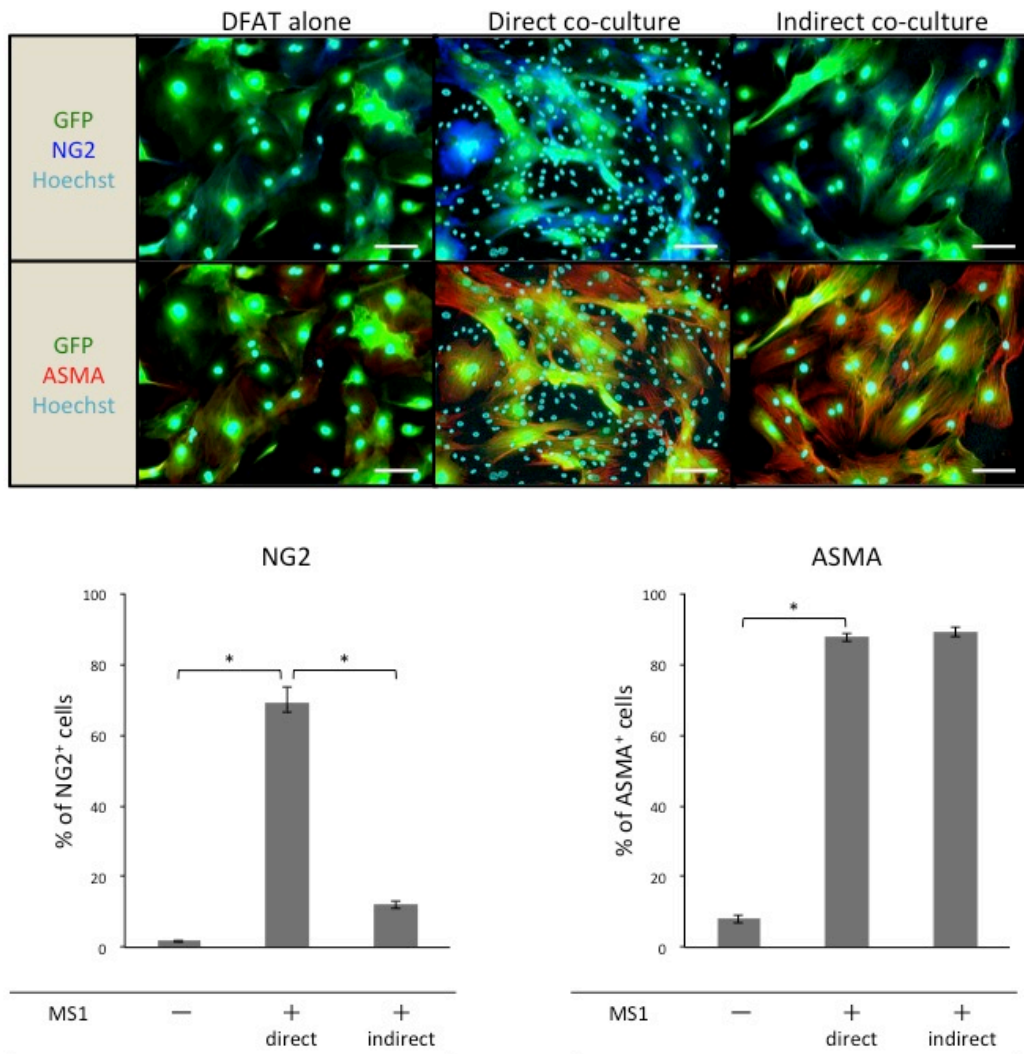 DFAT alone Direct co-culture Indirect co-culture
GFP
NG2
Hoechst
GFP
ASMA
Hoechst
NG2
% of NG2⁺ cells
100
80
60
40
20
0
* *
MS1 — + +
direct indirect
ASMA
% of ASMA⁺ cells
100
80
60
40
20
0
*
MS1 — + +
direct indirect